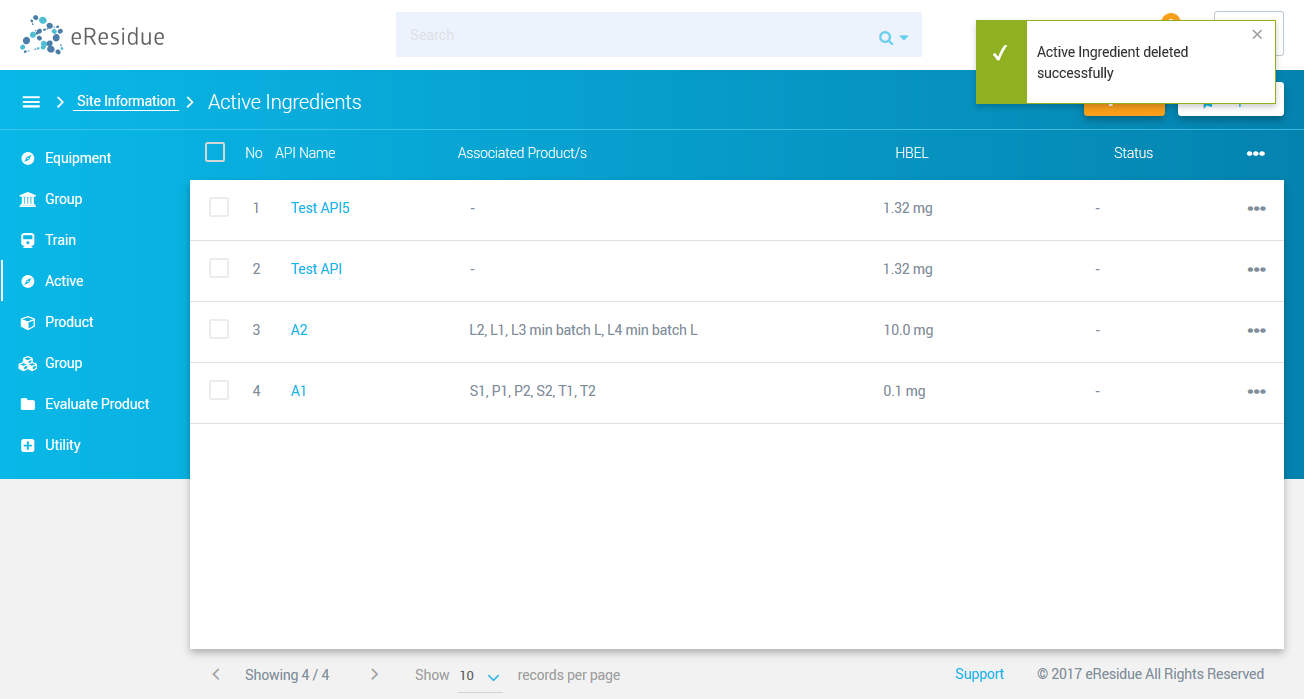 eResidue
Search
Active Ingredient deleted
successfully
Site Information
Active Ingredients
Equipment
Group
Train
Active
Product
Group
Evaluate Product
Utility
No API Name Associated Product/s HBEL Status
1 Test API5 - 1.32 mg -
2 Test API - 1.32 mg -
3 A2 L2, L1, L3 min batch L, L4 min batch L 10.0 mg -
4 A1 S1, P1, P2, S2, T1, T2 0.1 mg -
Showing 4 / 4 Show 10 records per page
Support © 2017 eResidue All Rights Reserved